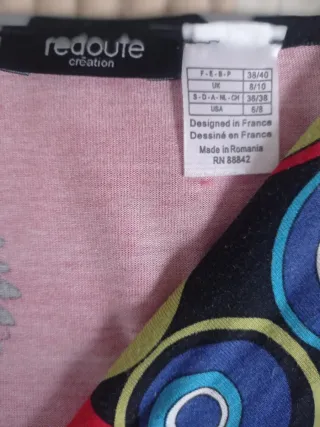 redoute
création
F - K - B - P 38/40
UK 8/10
S - D - A - NL - CH 36/38
USA 6/8
Designed in France
Dessiné en France
Made in Romania
RN 88842